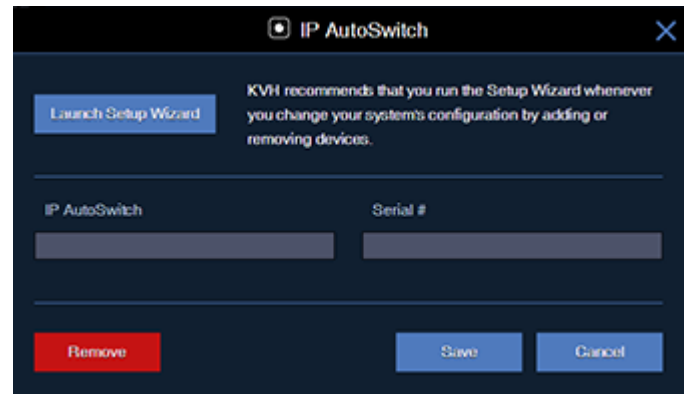 IP AutoSwitch
Launch Setup Wizard
KVH recommends that you run the Setup Wizard whenever
you change your system's configuration by adding or
removing devices.
IP AutoSwitch
Serial #
Remove
Save
Cancel